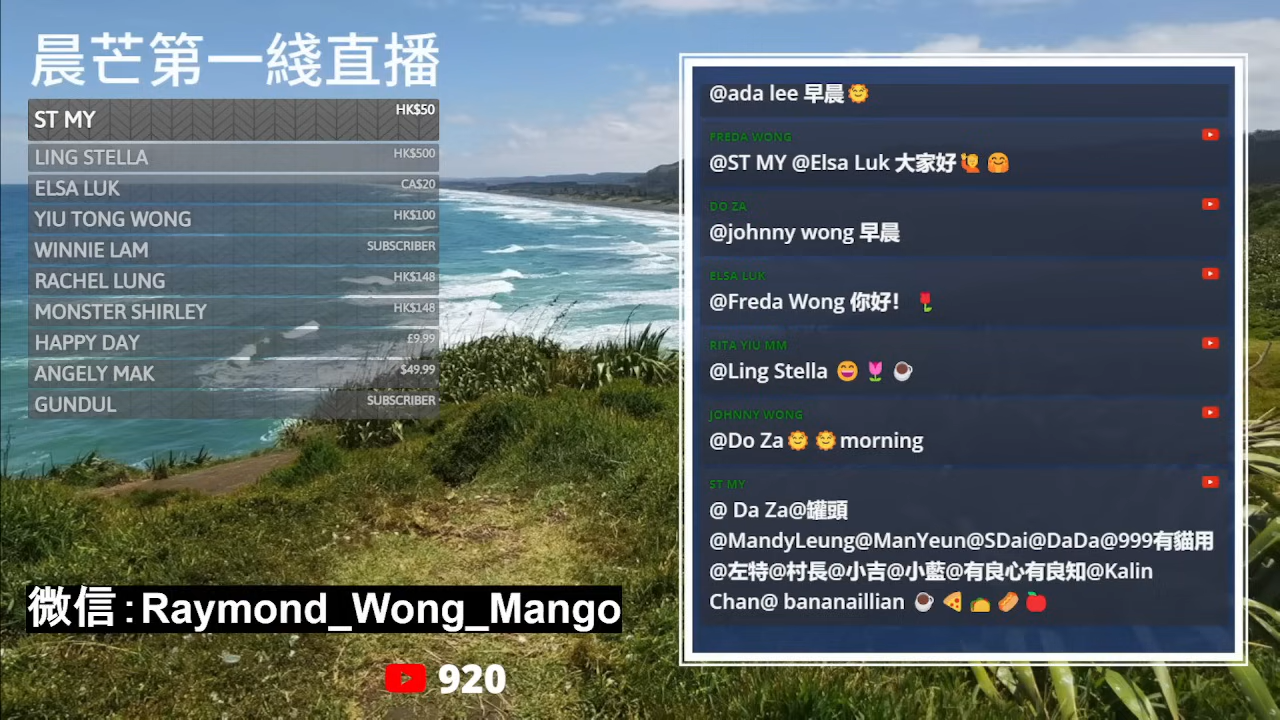 晨芒第一綫直播
ST MY HK$50
LING STELLA HK$500
ELSA LUK CA$20
YIU TONG WONG HK$100
WINNIE LAM SUBSCRIBER
RACHEL LUNG HK$148
MONSTER SHIRLEY HK$148
HAPPY DAY £9.99
ANGELY MAK $49.99
GUNDUL SUBSCRIBER
微信:Raymond_Wong_Mango
920
@ada lee 早晨🌞
FREDA WONG
@ST MY @Elsa Luk 大家好🙋 🤗
DO ZA
@johnny wong 早晨
ELSA LUK
@Freda Wong 你好! 🌹
RITA YIU MM
@Ling Stella 😄 🌷 ☕
JOHNNY WONG
@Do Za🌞 🌞morning
ST MY
@ Da Za@罐頭
@MandyLeung@ManYeun@SDai@DaDa@999有貓用
@左特@村長@小吉@小藍@有良心有良知@Kalin
Chan@ bananaillian ☕ 🍕 🌮 🌭 🍎